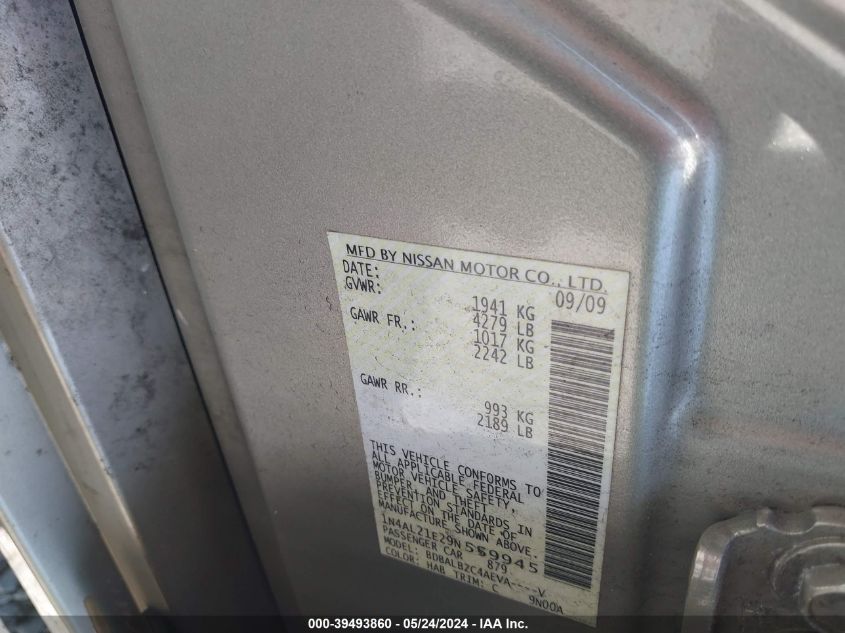 MFD BY NISSAN MOTOR CO., LTD.
DATE: 09/09
GVWR: 1941 KG
4279 LB
GAWR FR.: 1017 KG
2242 LB
GAWR RR.: 993 KG
2189 LB
THIS VEHICLE CONFORMS TO
ALL APPLICABLE FEDERAL
MOTOR VEHICLE SAFETY,
BUMPER, AND THEFT
PREVENTION STANDARDS IN
EFFECT ON THE DATE OF
MANUFACTURE SHOWN ABOVE.
1N4AL21E29N559945
PASSENGER CAR 879
MODEL: BDBALB2C4AEVA----V
COLOR: HAB TRIM: C 9N00A
000-39493860 / 05/24/2024 - IAA Inc.